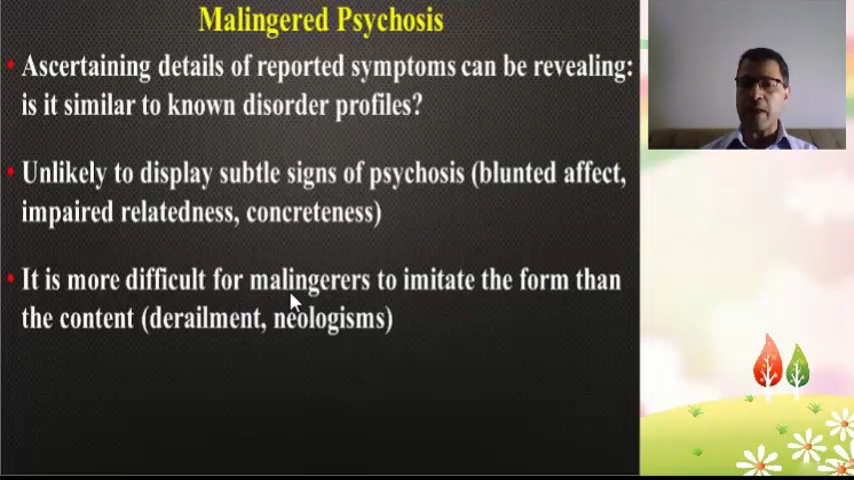 Malingered Psychosis
• Ascertaining details of reported symptoms can be revealing:
is it similar to known disorder profiles?
• Unlikely to display subtle signs of psychosis (blunted affect,
impaired relatedness, concreteness)
• It is more difficult for malingerers to imitate the form than
the content (derailment, neologisms)